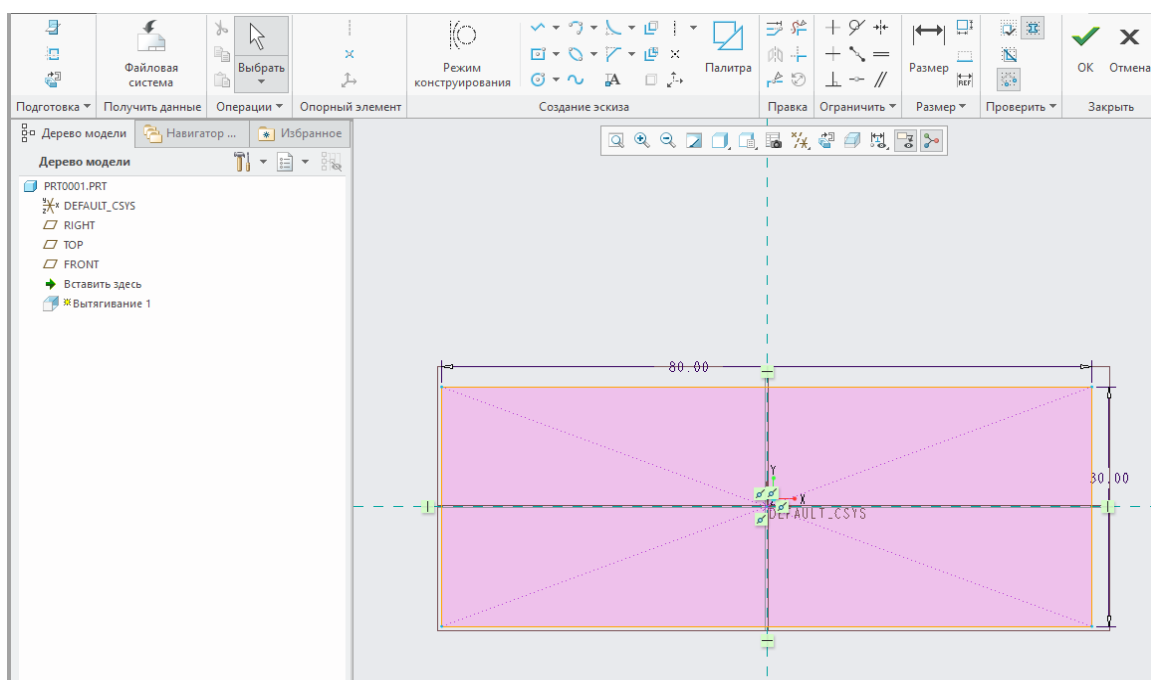 Файловая система
Выбрать
Режим конструирования
Палитра
Размер
REF
ОК
Отмена
Подготовка
Получить данные
Операции
Опорный элемент
Создание эскиза
Правка
Ограничить
Размер
Проверить
Закрыть
Дерево модели
Навигатор ...
Избранное
Дерево модели
PRT0001.PRT
DEFAULT_CSYS
RIGHT
TOP
FRONT
Вставить здесь
Вытягивание 1
80.00
30.00
Y
X
DEFAULT_CSYS